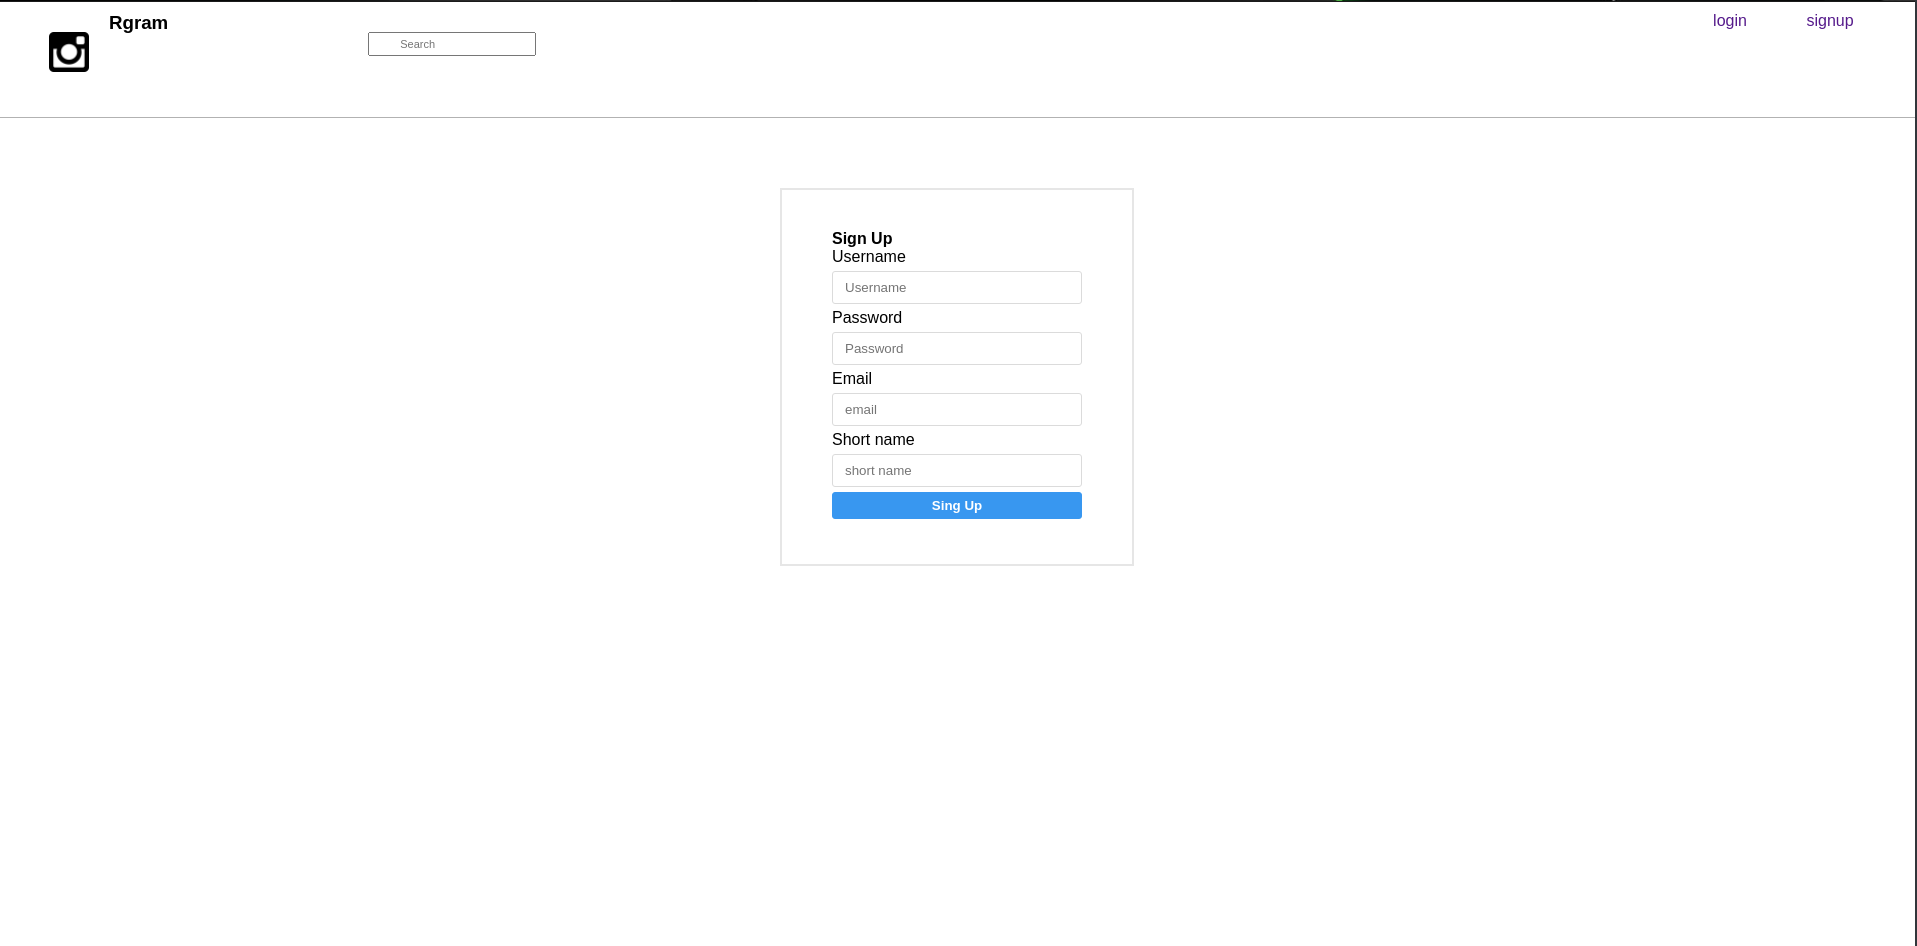 Rgram
Search
login
signup
Sign Up
Username
Username
Password
Password
Email
email
Short name
short name
Sing Up